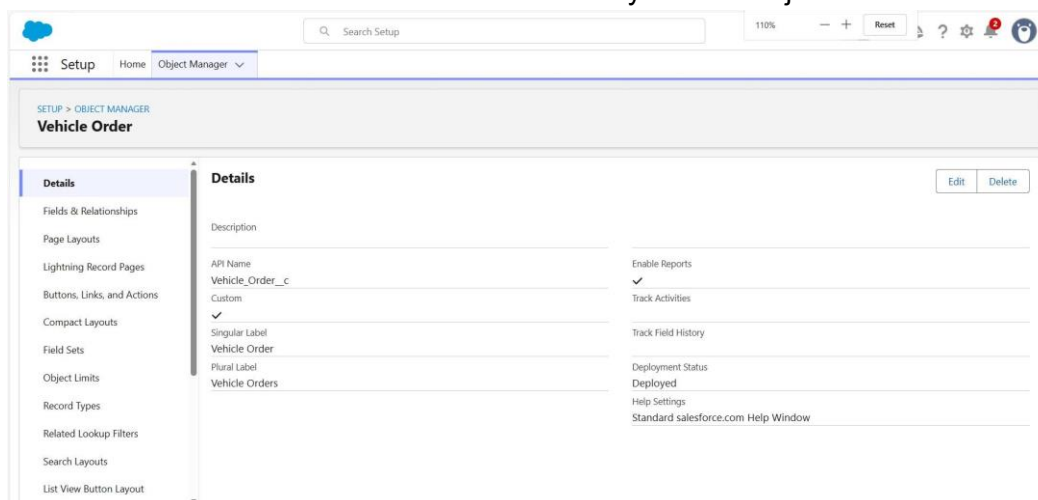 Search Setup
110%
Reset
2
Setup Home Object Manager
SETUP > OBJECT MANAGER
Vehicle Order
Details
Fields & Relationships
Page Layouts
Lightning Record Pages
Buttons, Links, and Actions
Compact Layouts
Field Sets
Object Limits
Record Types
Related Lookup Filters
Search Layouts
List View Button Layout
Details
Edit Delete
Description
API Name
Vehicle_Order__c
Custom
Singular Label
Vehicle Order
Plural Label
Vehicle Orders
Enable Reports
Track Activities
Track Field History
Deployment Status
Deployed
Help Settings
Standard salesforce.com Help Window